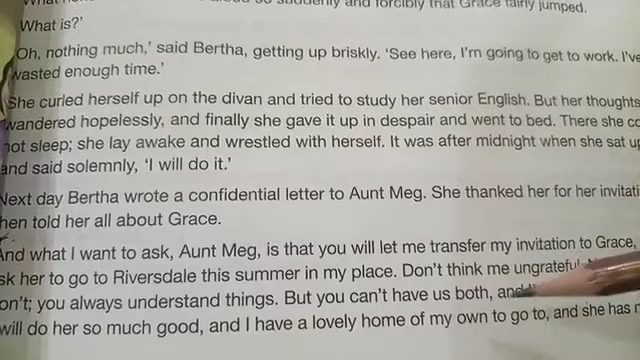 so suddenly and forcibly that Grace fairly jumped.
What is?'
Oh, nothing much,' said Bertha, getting up briskly. 'See here, I'm going to get to work. I've
wasted enough time.'
She curled herself up on the divan and tried to study her senior English. But her thoughts
wandered hopelessly, and finally she gave it up in despair and went to bed. There she co
not sleep; she lay awake and wrestled with herself. It was after midnight when she sat up
and said solemnly, 'I will do it.'
Next day Bertha wrote a confidential letter to Aunt Meg. She thanked her for her invitati
hen told her all about Grace.
And what I want to ask, Aunt Meg, is that you will let me transfer my invitation to Grace,
sk her to go to Riversdale this summer in my place. Don't think me ungrateful
on't; you always understand things. But you can't have us both, and
will do her so much good, and I have a lovely home of my own to go to, and she has n